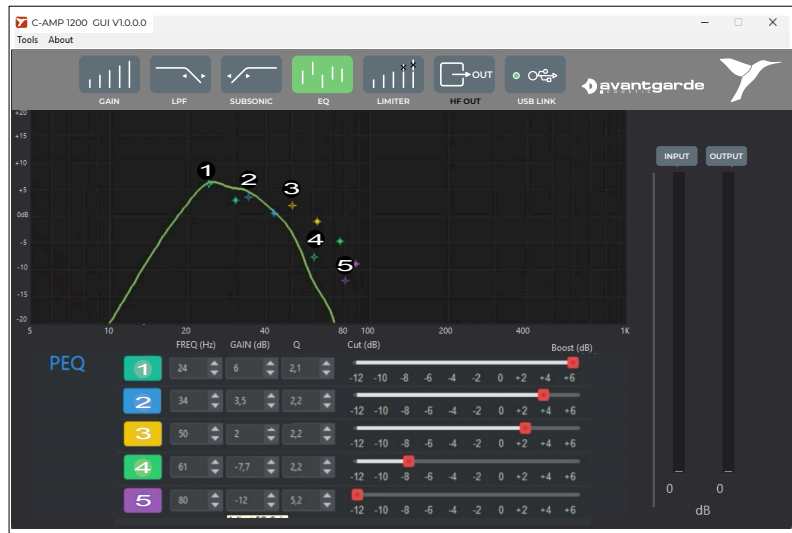 C-AMP 1200 GUI V1.0.0.0
Tools About
OUT
GAIN LPF SUBSONIC EQ LIMITER HF OUT USB LINK
avantgarde
ACOUSTIC
+20
+15
+10
+5
0dB
-5
-10
-15
-20
5 10 20 40 80 100 200 400 1K
1
2
3
4
5
INPUT OUTPUT
0 0
dB
FREQ (Hz) GAIN (dB) Q Cut (dB) Boost (dB)
PEQ
1 24 6 2,1
-12 -10 -8 -6 -4 -2 0 +2 +4 +6
2 34 3,5 2,2
-12 -10 -8 -6 -4 -2 0 +2 +4 +6
3 50 2 2,2
-12 -10 -8 -6 -4 -2 0 +2 +4 +6
4 61 -7,7 2,2
-12 -10 -8 -6 -4 -2 0 +2 +4 +6
5 80 -12 5,2
-12 -10 -8 -6 -4 -2 0 +2 +4 +6